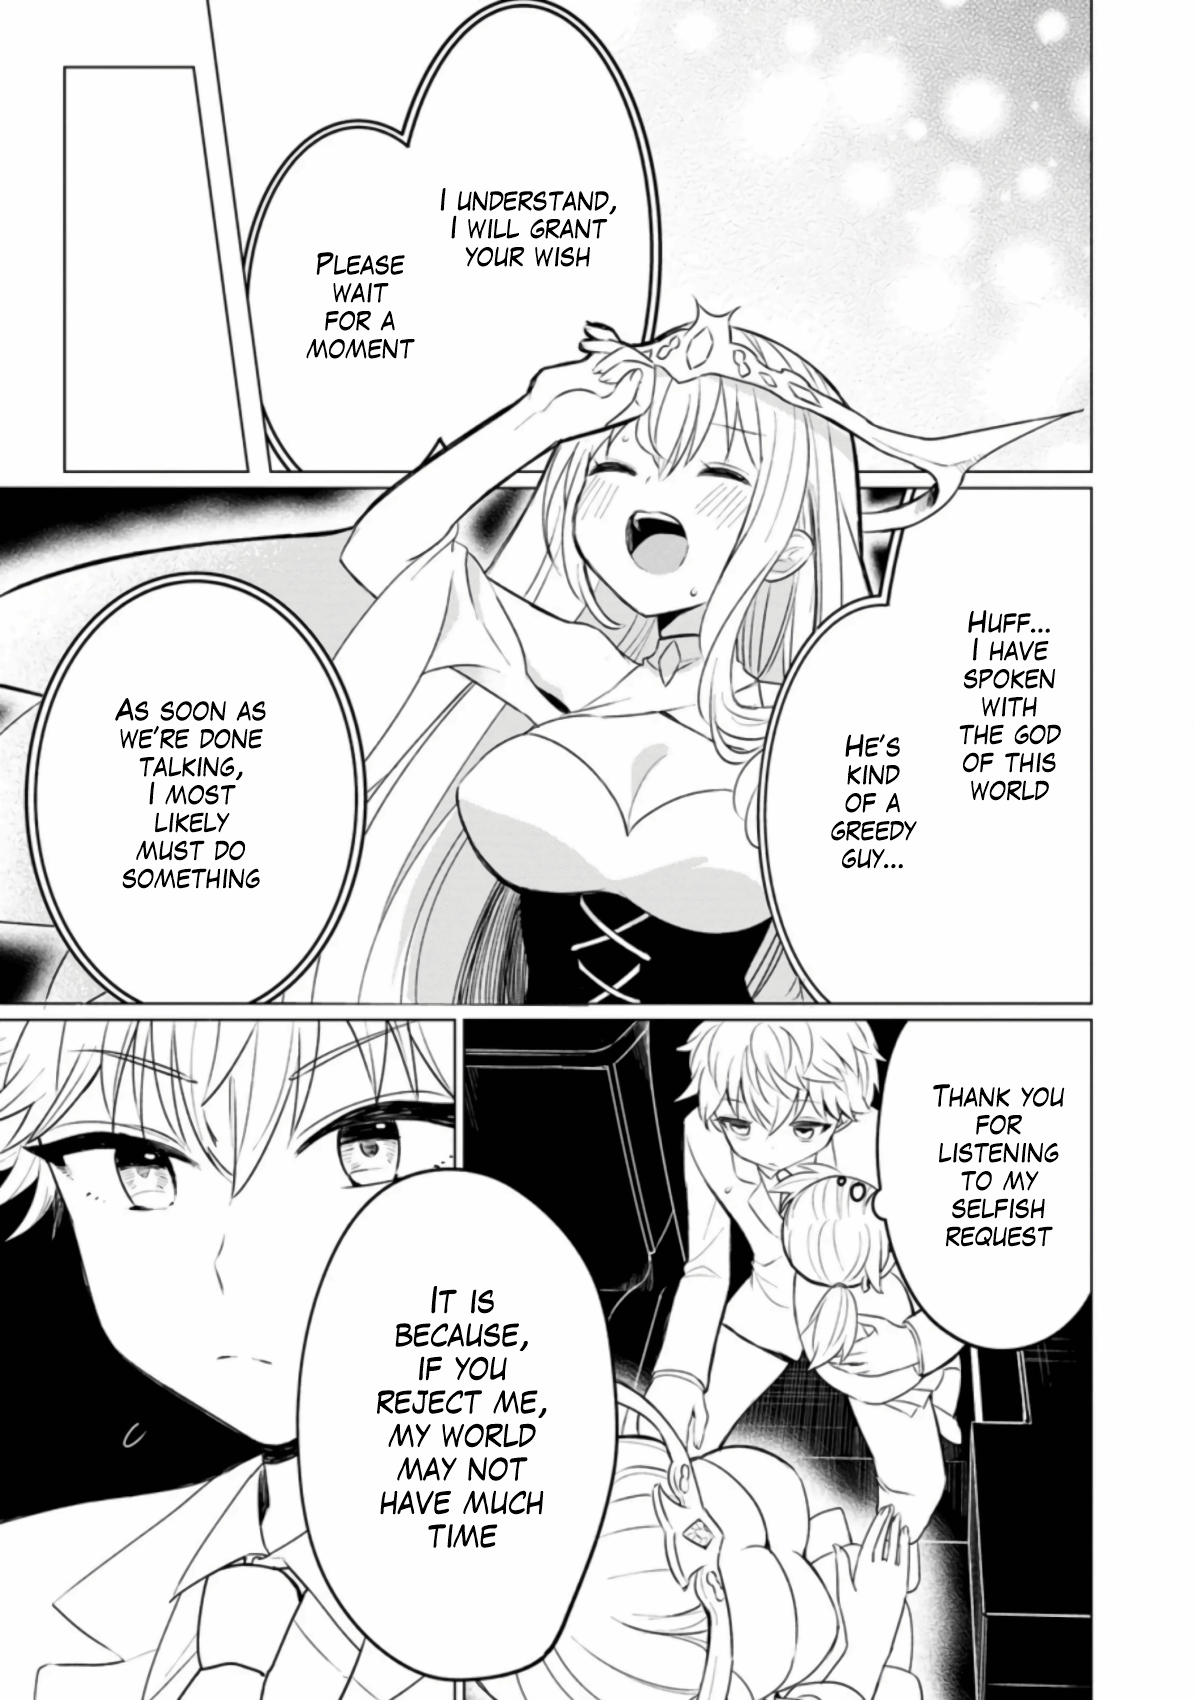 I UNDERSTAND,
I WILL GRANT
YOUR WISH
PLEASE
WAIT
FOR A
MOMENT
HUFF...
I HAVE
SPOKEN
WITH
THE GOD
OF THIS
WORLD
HE'S
KIND
OF A
GREEDY
GUY...
AS SOON AS
WE'RE DONE
TALKING,
I MOST
LIKELY
MUST DO
SOMETHING
THANK YOU
FOR
LISTENING
TO MY
SELFISH
REQUEST
IT IS
BECAUSE,
IF YOU
REJECT ME,
MY WORLD
MAY NOT
HAVE MUCH
TIME